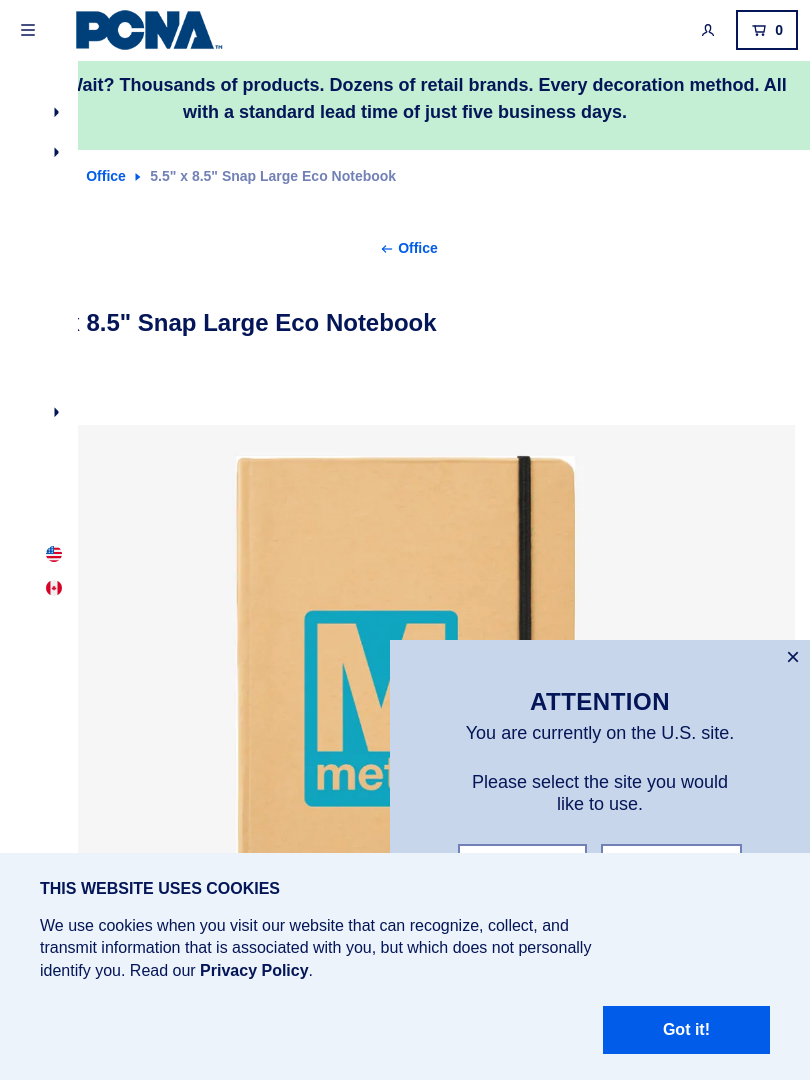 PCNA™
0
Wait? Thousands of products. Dozens of retail brands. Every decoration method. All
with a standard lead time of just five business days.
Office 5.5" x 8.5" Snap Large Eco Notebook
Office
8.5" Snap Large Eco Notebook
ATTENTION
You are currently on the U.S. site.
Please select the site you would
like to use.
THIS WEBSITE USES COOKIES
We use cookies when you visit our website that can recognize, collect, and
transmit information that is associated with you, but which does not personally
identify you. Read our Privacy Policy.
Got it!